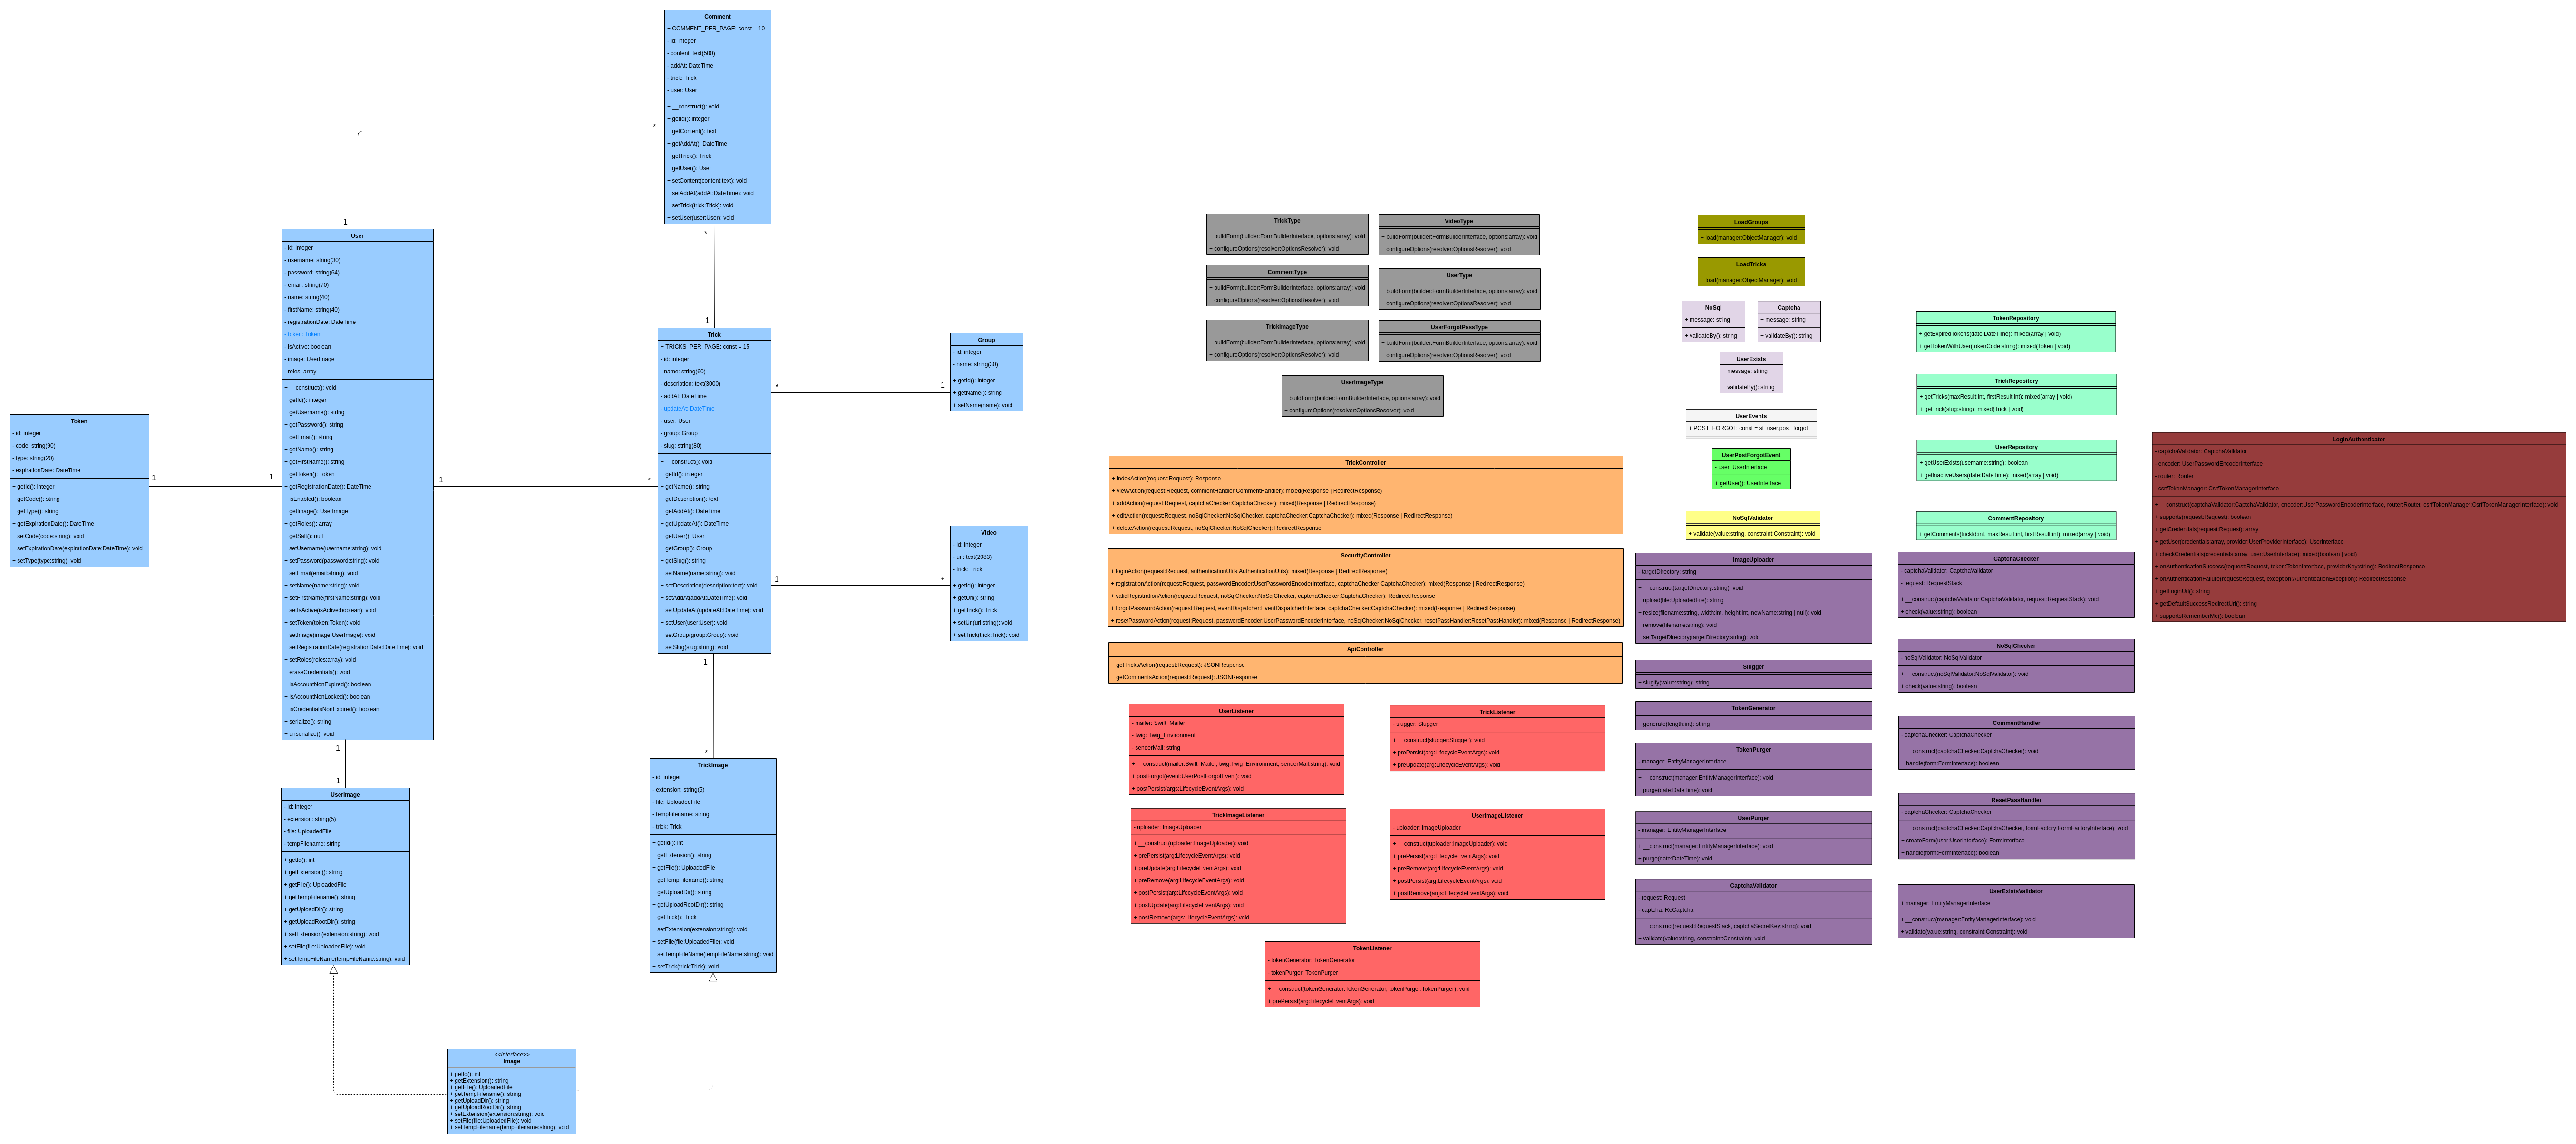 Comment
+ COMMENT_PER_PAGE: const = 10
- id: integer
- content: text(500)
- addAt: DateTime
- trick: Trick
- user: User
+ __construct(): void
+ getId(): integer
+ getContent(): text
+ getAddAt(): DateTime
+ getTrick(): Trick
+ getUser(): User
+ setContent(content:text): void
+ setAddAt(addAt:DateTime): void
+ setTrick(trick:Trick): void
+ setUser(user:User): void
*
1
*
1
User
- id: integer
- username: string(30)
- password: string(64)
- email: string(70)
- name: string(40)
- firstName: string(40)
- registrationDate: DateTime
- token: Token
- isActive: boolean
- image: UserImage
- roles: array
+ __construct(): void
+ getId(): integer
+ getUsername(): string
+ getPassword(): string
+ getEmail(): string
+ getName(): string
+ getFirstName(): string
+ getToken(): Token
+ getRegistrationDate(): DateTime
+ isEnabled(): boolean
+ getImage(): UserImage
+ getRoles(): array
+ getSalt(): null
+ setUsername(username:string): void
+ setPassword(password:string): void
+ setEmail(email:string): void
+ setName(name:string): void
+ setFirstName(firstName:string): void
+ setIsActive(isActive:boolean): void
+ setToken(token:Token): void
+ setImage(image:UserImage): void
+ setRegistrationDate(registrationDate:DateTime): void
+ setRoles(roles:array): void
+ eraseCredentials(): void
+ isAccountNonExpired(): boolean
+ isAccountNonLocked(): boolean
+ isCredentialsNonExpired(): boolean
+ serialize(): string
+ unserialize(): void
Token
- id: integer
- code: string(90)
- type: string(20)
- expirationDate: DateTime
+ getId(): integer
+ getCode(): string
+ getType(): string
+ getExpirationDate(): DateTime
+ setCode(code:string): void
+ setExpirationDate(expirationDate:DateTime): void
+ setType(type:string): void
1
1
1
*
Trick
+ TRICKS_PER_PAGE: const = 15
- id: integer
- name: string(60)
- description: text(3000)
- addAt: DateTime
- updateAt: DateTime
- user: User
- group: Group
- slug: string(80)
+ __construct(): void
+ getId(): integer
+ getName(): string
+ getDescription(): text
+ getAddAt(): DateTime
+ getUpdateAt(): DateTime
+ getUser(): User
+ getGroup(): Group
+ getSlug(): string
+ setName(name:string): void
+ setDescription(description:text): void
+ setAddAt(addAt:DateTime): void
+ setUpdateAt(updateAt:DateTime): void
+ setUser(user:User): void
+ setGroup(group:Group): void
+ setSlug(slug:string): void
*
1
Group
- id: integer
- name: string(30)
+ getId(): integer
+ getName(): string
+ setName(name): void
1
*
Video
- id: integer
- url: text(2083)
- trick: Trick
+ getId(): integer
+ getUrl(): string
+ getTrick(): Trick
+ setUrl(url:string): void
+ setTrick(trick:Trick): void
1
1
1
*
UserImage
- id: integer
- extension: string(5)
- file: UploadedFile
- tempFilename: string
+ getId(): int
+ getExtension(): string
+ getFile(): UploadedFile
+ getTempFilename(): string
+ getUploadDir(): string
+ getUploadRootDir(): string
+ setExtension(extension:string): void
+ setFile(file:UploadedFile): void
+ setTempFileName(tempFileName:string): void
TrickImage
- id: integer
- extension: string(5)
- file: UploadedFile
- tempFilename: string
- trick: Trick
+ getId(): int
+ getExtension(): string
+ getFile(): UploadedFile
+ getTempFilename(): string
+ getUploadDir(): string
+ getUploadRootDir(): string
+ getTrick(): Trick
+ setExtension(extension:string): void
+ setFile(file:UploadedFile): void
+ setTempFileName(tempFileName:string): void
+ setTrick(trick:Trick): void
<<Interface>>
Image
+ getId(): int
+ getExtension(): string
+ getFile(): UploadedFile
+ getTempFilename(): string
+ getUploadDir(): string
+ getUploadRootDir(): string
+ setExtension(extension:string): void
+ setFile(file:UploadedFile): void
+ setTempFilename(tempFilename:string): void
TrickType
+ buildForm(builder:FormBuilderInterface, options:array): void
+ configureOptions(resolver:OptionsResolver): void
VideoType
+ buildForm(builder:FormBuilderInterface, options:array): void
+ configureOptions(resolver:OptionsResolver): void
CommentType
+ buildForm(builder:FormBuilderInterface, options:array): void
+ configureOptions(resolver:OptionsResolver): void
UserType
+ buildForm(builder:FormBuilderInterface, options:array): void
+ configureOptions(resolver:OptionsResolver): void
TrickImageType
+ buildForm(builder:FormBuilderInterface, options:array): void
+ configureOptions(resolver:OptionsResolver): void
UserForgotPassType
+ buildForm(builder:FormBuilderInterface, options:array): void
+ configureOptions(resolver:OptionsResolver): void
UserImageType
+ buildForm(builder:FormBuilderInterface, options:array): void
+ configureOptions(resolver:OptionsResolver): void
TrickController
+ indexAction(request:Request): Response
+ viewAction(request:Request, commentHandler:CommentHandler): mixed(Response | RedirectResponse)
+ addAction(request:Request, captchaChecker:CaptchaChecker): mixed(Response | RedirectResponse)
+ editAction(request:Request, noSqlChecker:NoSqlChecker, captchaChecker:CaptchaChecker): mixed(Response | RedirectResponse)
+ deleteAction(request:Request, noSqlChecker:NoSqlChecker): RedirectResponse
SecurityController
+ loginAction(request:Request, authenticationUtils:AuthenticationUtils): mixed(Response | RedirectResponse)
+ registrationAction(request:Request, passwordEncoder:UserPasswordEncoderInterface, captchaChecker:CaptchaChecker): mixed(Response | RedirectResponse)
+ validRegistrationAction(request:Request, noSqlChecker:NoSqlChecker, captchaChecker:CaptchaChecker): RedirectResponse
+ forgotPasswordAction(request:Request, eventDispatcher:EventDispatcherInterface, captchaChecker:CaptchaChecker): mixed(Response | RedirectResponse)
+ resetPasswordAction(request:Request, passwordEncoder:UserPasswordEncoderInterface, noSqlChecker:NoSqlChecker, resetPassHandler:ResetPassHandler): mixed(Response | RedirectResponse)
ApiController
+ getTricksAction(request:Request): JSONResponse
+ getCommentsAction(request:Request): JSONResponse
UserListener
- mailer: Swift_Mailer
- twig: Twig_Environment
- senderMail: string
+ __construct(mailer:Swift_Mailer, twig:Twig_Environment, senderMail:string): void
+ postForgot(event:UserPostForgotEvent): void
+ postPersist(args:LifecycleEventArgs): void
TrickListener
- slugger: Slugger
+ __construct(slugger:Slugger): void
+ prePersist(arg:LifecycleEventArgs): void
+ preUpdate(arg:LifecycleEventArgs): void
TrickImageListener
- uploader: ImageUploader
+ __construct(uploader:ImageUploader): void
+ prePersist(arg:LifecycleEventArgs): void
+ preUpdate(arg:LifecycleEventArgs): void
+ preRemove(arg:LifecycleEventArgs): void
+ postPersist(arg:LifecycleEventArgs): void
+ postUpdate(arg:LifecycleEventArgs): void
+ postRemove(args:LifecycleEventArgs): void
UserImageListener
- uploader: ImageUploader
+ __construct(uploader:ImageUploader): void
+ prePersist(arg:LifecycleEventArgs): void
+ preRemove(arg:LifecycleEventArgs): void
+ postPersist(arg:LifecycleEventArgs): void
+ postRemove(args:LifecycleEventArgs): void
TokenListener
- tokenGenerator: TokenGenerator
- tokenPurger: TokenPurger
+ __construct(tokenGenerator:TokenGenerator, tokenPurger:TokenPurger): void
+ prePersist(arg:LifecycleEventArgs): void
LoadGroups
+ load(manager:ObjectManager): void
LoadTricks
+ load(manager:ObjectManager): void
NoSql
+ message: string
+ validateBy(): string
Captcha
+ message: string
+ validateBy(): string
UserExists
+ message: string
+ validateBy(): string
UserEvents
+ POST_FORGOT: const = st_user.post_forgot
UserPostForgotEvent
- user: UserInterface
+ getUser(): UserInterface
NoSqlValidator
+ validate(value:string, constraint:Constraint): void
ImageUploader
- targetDirectory: string
+ __construct(targetDirectory:string): void
+ upload(file:UploadedFile): string
+ resize(filename:string, width:int, height:int, newName:string | null): void
+ remove(filename:string): void
+ setTargetDirectory(targetDirectory:string): void
Slugger
+ slugify(value:string): string
TokenGenerator
+ generate(length:int): string
TokenPurger
- manager: EntityManagerInterface
+ __construct(manager:EntityManagerInterface): void
+ purge(date:DateTime): void
UserPurger
- manager: EntityManagerInterface
+ __construct(manager:EntityManagerInterface): void
+ purge(date:DateTime): void
CaptchaValidator
- request: Request
- captcha: ReCaptcha
+ __construct(request:RequestStack, captchaSecretKey:string): void
+ validate(value:string, constraint:Constraint): void
TokenRepository
+ getExpiredTokens(date:DateTime): mixed(array | void)
+ getTokenWithUser(tokenCode:string): mixed(Token | void)
TrickRepository
+ getTricks(maxResult:int, firstResult:int): mixed(array | void)
+ getTrick(slug:string): mixed(Trick | void)
UserRepository
+ getUserExists(username:string): boolean
+ getInactiveUsers(date:DateTime): mixed(array | void)
CommentRepository
+ getComments(trickId:int, maxResult:int, firstResult:int): mixed(array | void)
CaptchaChecker
- captchaValidator: CaptchaValidator
- request: RequestStack
+ __construct(captchaValidator:CaptchaValidator, request:RequestStack): void
+ check(value:string): boolean
NoSqlChecker
- noSqlValidator: NoSqlValidator
+ __construct(noSqlValidator:NoSqlValidator): void
+ check(value:string): boolean
CommentHandler
- captchaChecker: CaptchaChecker
+ __construct(captchaChecker:CaptchaChecker): void
+ handle(form:FormInterface): boolean
ResetPassHandler
- captchaChecker: CaptchaChecker
+ __construct(captchaChecker:CaptchaChecker, formFactory:FormFactoryInterface): void
+ createForm(user:UserInterface): FormInterface
+ handle(form:FormInterface): boolean
UserExistsValidator
+ manager: EntityManagerInterface
+ __construct(manager:EntityManagerInterface): void
+ validate(value:string, constraint:Constraint): void
LoginAuthenticator
- captchaValidator: CaptchaValidator
- encoder: UserPasswordEncoderInterface
- router: Router
- csrfTokenManager: CsrfTokenManagerInterface
+ __construct(captchaValidator:CaptchaValidator, encoder:UserPasswordEncoderInterface, router:Router, csrfTokenManager:CsrfTokenManagerInterface): void
+ supports(request:Request): boolean
+ getCredentials(request:Request): array
+ getUser(credentials:array, provider:UserProviderInterface): UserInterface
+ checkCredentials(credentials:array, user:UserInterface): mixed(boolean | void)
+ onAuthenticationSuccess(request:Request, token:TokenInterface, providerKey:string): RedirectResponse
+ onAuthenticationFailure(request:Request, exception:AuthenticationException): RedirectResponse
+ getLoginUrl(): string
+ getDefaultSuccessRedirectUrl(): string
+ supportsRememberMe(): boolean